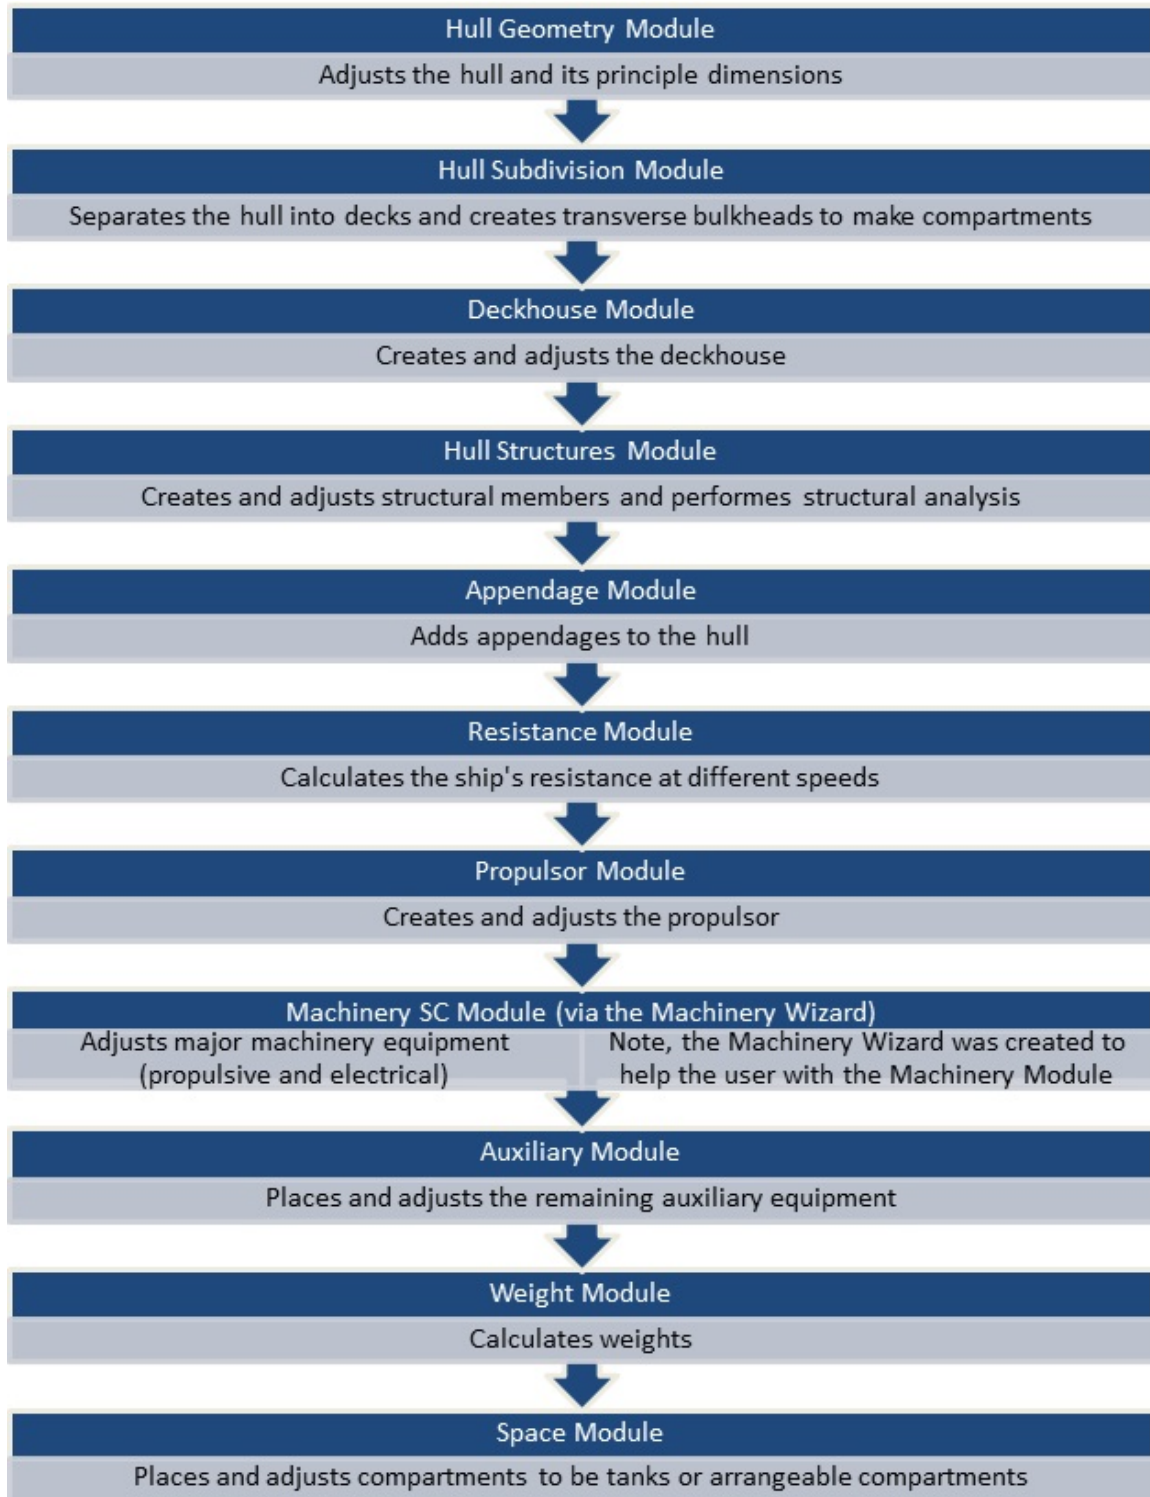 Hull Geometry Module
Adjusts the hull and its principle dimensions
Hull Subdivision Module
Separates the hull into decks and creates transverse bulkheads to make compartments
Deckhouse Module
Creates and adjusts the deckhouse
Hull Structures Module
Creates and adjusts structural members and performes structural analysis
Appendage Module
Adds appendages to the hull
Resistance Module
Calculates the ship's resistance at different speeds
Propulsor Module
Creates and adjusts the propulsor
Machinery SC Module (via the Machinery Wizard)
Adjusts major machinery equipment
(propulsive and electrical)
Note, the Machinery Wizard was created to
help the user with the Machinery Module
Auxiliary Module
Places and adjusts the remaining auxiliary equipment
Weight Module
Calculates weights
Space Module
Places and adjusts compartments to be tanks or arrangeable compartments